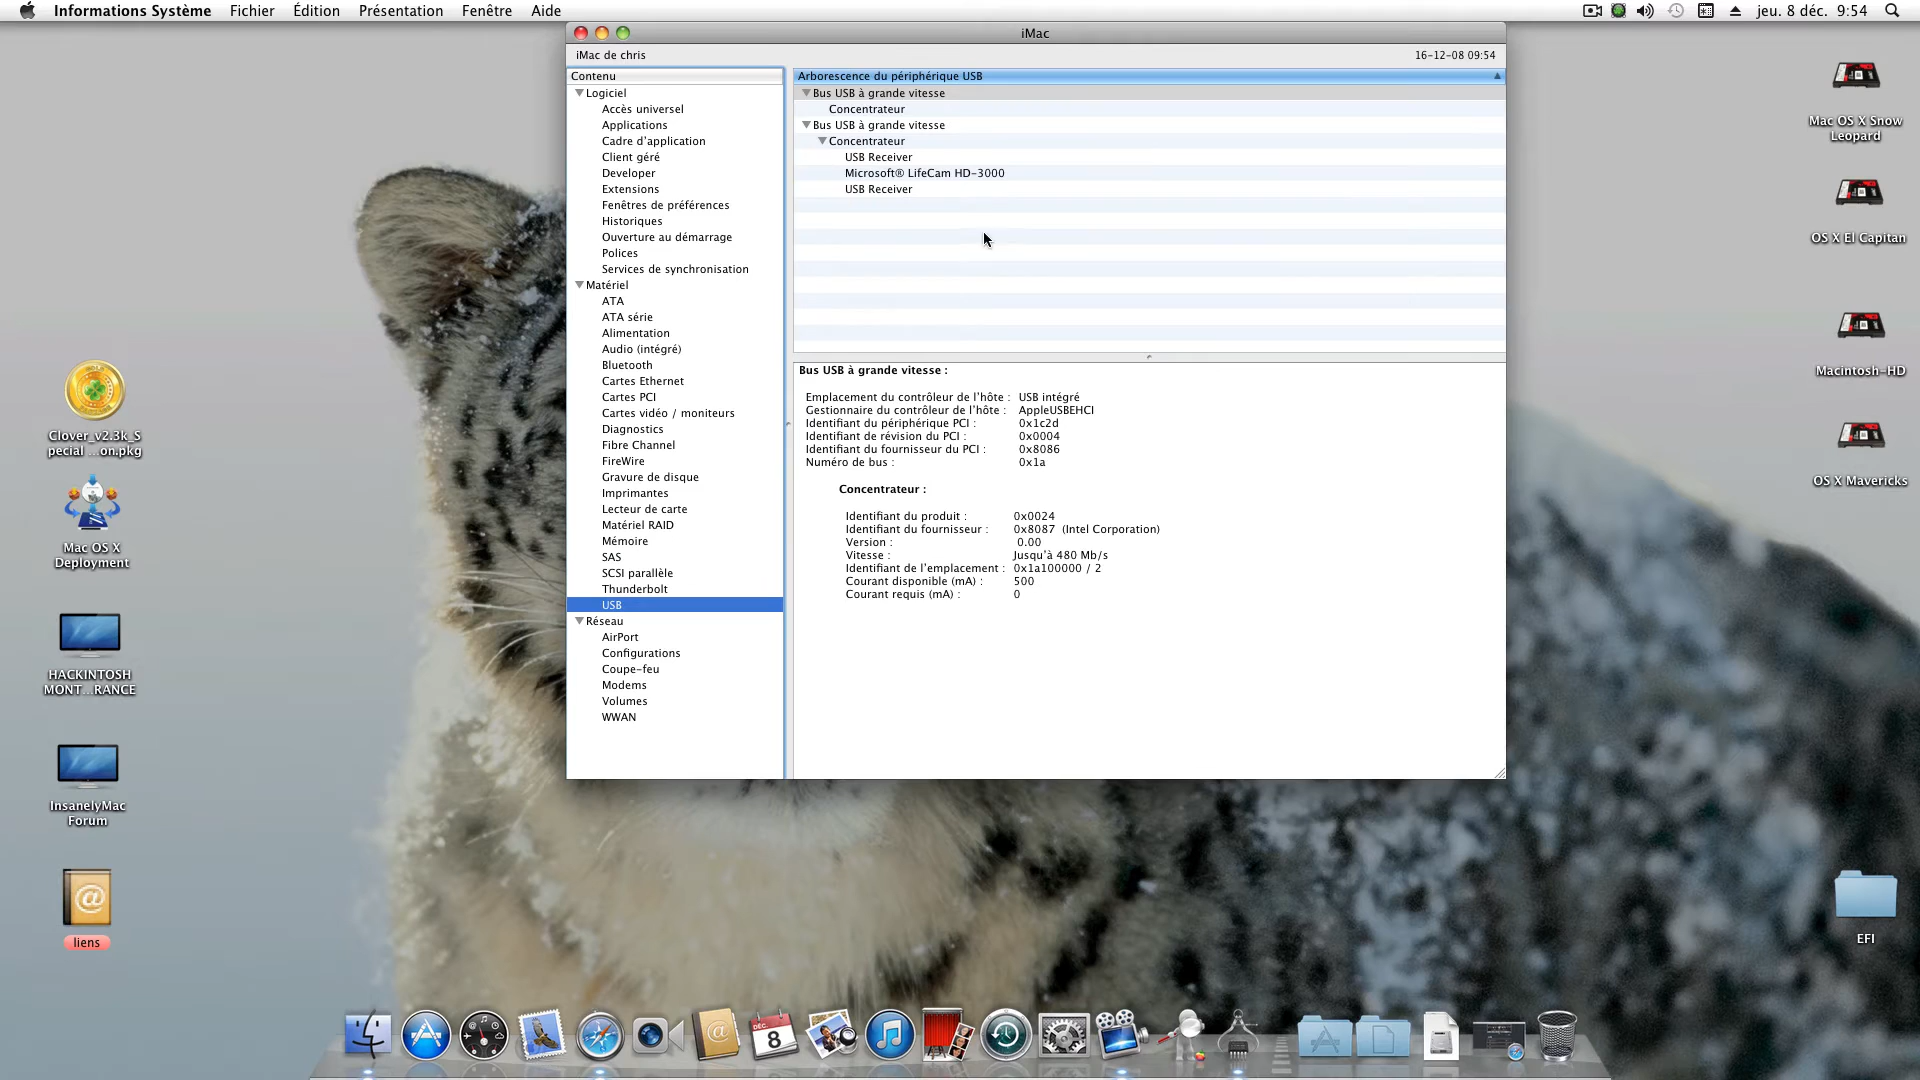 Informations Système Fichier Édition Présentation Fenêtre Aide
jeu. 8 déc. 9:54
iMac
iMac de chris
16-12-08 09:54
Contenu
Logiciel
Accès universel
Applications
Cadre d'application
Client géré
Developer
Extensions
Fenêtres de préférences
Historiques
Ouverture au démarrage
Polices
Services de synchronisation
Matériel
ATA
ATA série
Alimentation
Audio (intégré)
Bluetooth
Cartes Ethernet
Cartes PCI
Cartes vidéo / moniteurs
Diagnostics
Fibre Channel
FireWire
Gravure de disque
Imprimantes
Lecteur de carte
Matériel RAID
Mémoire
SAS
SCSI parallèle
Thunderbolt
USB
Réseau
AirPort
Configurations
Coupe-feu
Modems
Volumes
WWAN
Arborescence du périphérique USB
Bus USB à grande vitesse
Concentrateur
Bus USB à grande vitesse
Concentrateur
USB Receiver
Microsoft® LifeCam HD-3000
USB Receiver
Bus USB à grande vitesse :
Emplacement du contrôleur de l'hôte : USB intégré
Gestionnaire du contrôleur de l'hôte : AppleUSBEHCI
Identifiant du périphérique PCI : 0x1c2d
Identifiant de révision du PCI : 0x0004
Identifiant du fournisseur du PCI : 0x8086
Numéro de bus : 0x1a
Concentrateur :
Identifiant du produit : 0x0024
Identifiant du fournisseur : 0x8087 (Intel Corporation)
Version : 0.00
Vitesse : Jusqu'à 480 Mb/s
Identifiant de l'emplacement : 0x1a100000 / 2
Courant disponible (mA) : 500
Courant requis (mA) : 0
Clover_v2.3k_S
pecial ...on.pkg
Mac OS X
Deployment
HACKINTOSH
MONT...RANCE
InsanelyMac
Forum
liens
Mac OS X Snow
Leopard
OS X El Capitan
Macintosh-HD
OS X Mavericks
EFI
DÉC.
8